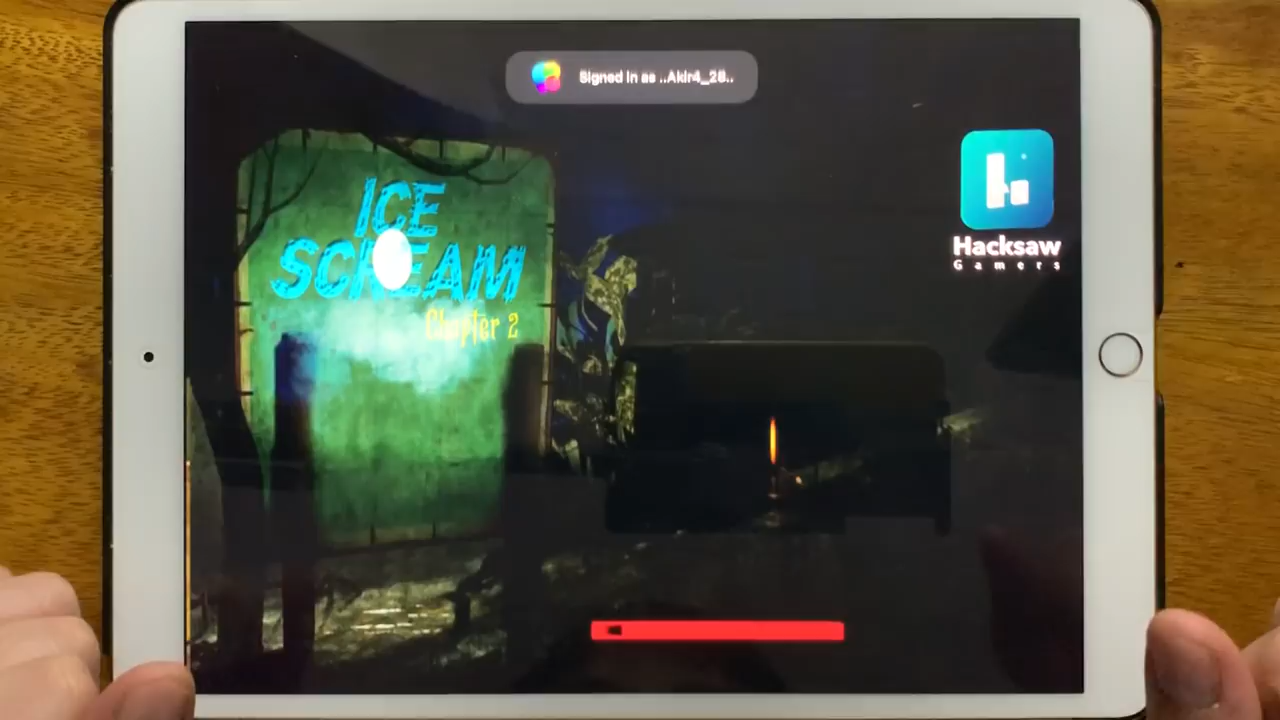 Signed in as ..Akir4_28..
ICE
SCREAM
Chapter 2
Hacksaw
Gamers